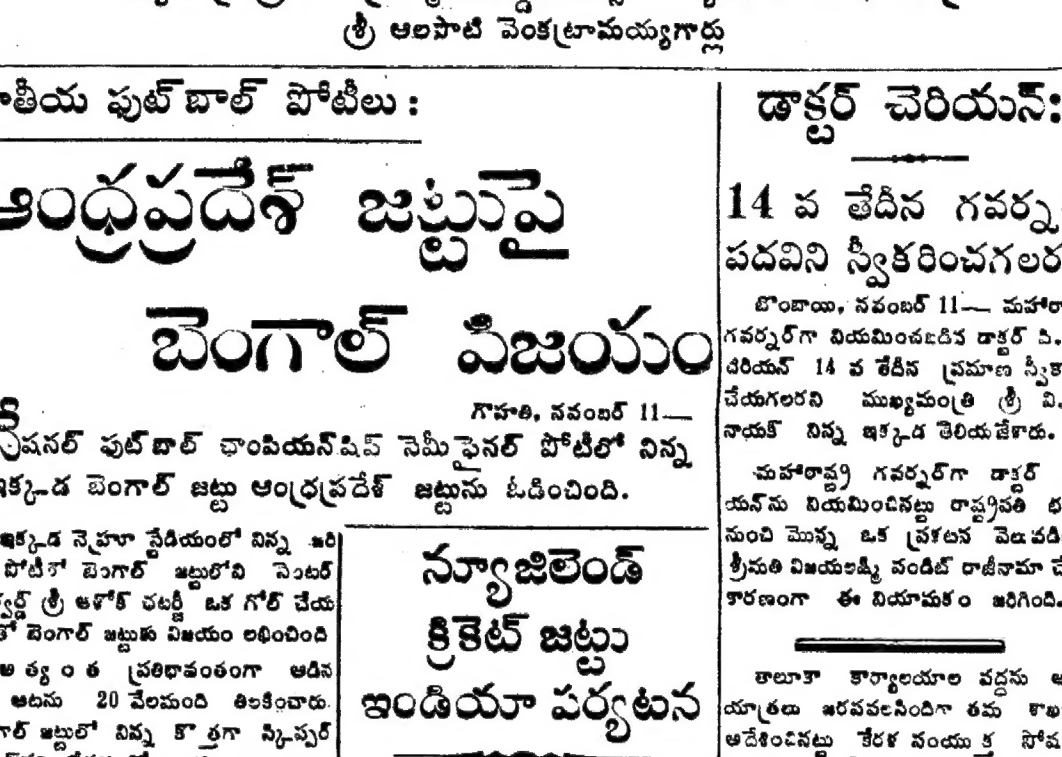 శ్రీ ఆలపాటి వెంకట్రామయ్యగార్లు
తీయ ఫుట్‌బాల్ పోటీలు :
ఆంధ్రప్రదేశ్ జట్టుపై
బెంగాల్ విజయం
గౌహతి, నవంబర్ 11—
షనల్ ఫుట్‌బాల్ ఛాంపియన్‌షిప్ సెమీఫైనల్ పోటీలో నిన్న
ఇక్కడ బెంగాల్ జట్టు ఆంధ్రప్రదేశ్ జట్టును ఓడించింది.
ఇక్కడ నెహ్రూ స్టేడియంలో నిన్న జరి
పోటీలో బెంగాల్ జట్టులోని సెంటర్
శ్రీ అశోక్ ఛటర్జీ ఒక గోల్ చేయ
తో బెంగాల్ జట్టుకు విజయం లభించింది
అత్యంత ప్రతిభావంతంగా ఆడిన
ఆటను 20 వేలమంది తిలకించారు.
గాల్ జట్టులో నిన్న కొత్తగా స్కిప్పర్
న్యూజిలెండ్
క్రికెట్ జట్టు
ఇండియా పర్యటన
డాక్టర్ చెరియన్:
14 వ తేదీన గవర్న
పదవిని స్వీకరించగలర
బొంబాయి, నవంబర్ 11— మహారా
గవర్నర్‌గా నియమించబడిన డాక్టర్ పి.
చెరియన్ 14 వ తేదీన ప్రమాణ స్వీకా
చేయగలరని ముఖ్యమంత్రి శ్రీ వి.
నాయక్ నిన్న ఇక్కడ తెలియజేశారు.
మహారాష్ట్ర గవర్నర్‌గా డాక్టర్
యన్‌ను నియమించినట్టు రాష్ట్రపతి భ
నుంచి మొన్న ఒక ప్రకటన వెలువడి
శ్రీమతి విజయలక్ష్మి పండిట్ రాజీనామా చే
కారణంగా ఈ నియామకం జరిగింది.
తాలూకా కార్యాలయాల వద్దను
యాత్రలు జరపవలసిందిగా తమ శాఖ
ఆదేశించినట్టు కేరళ సంయుక్త సోష